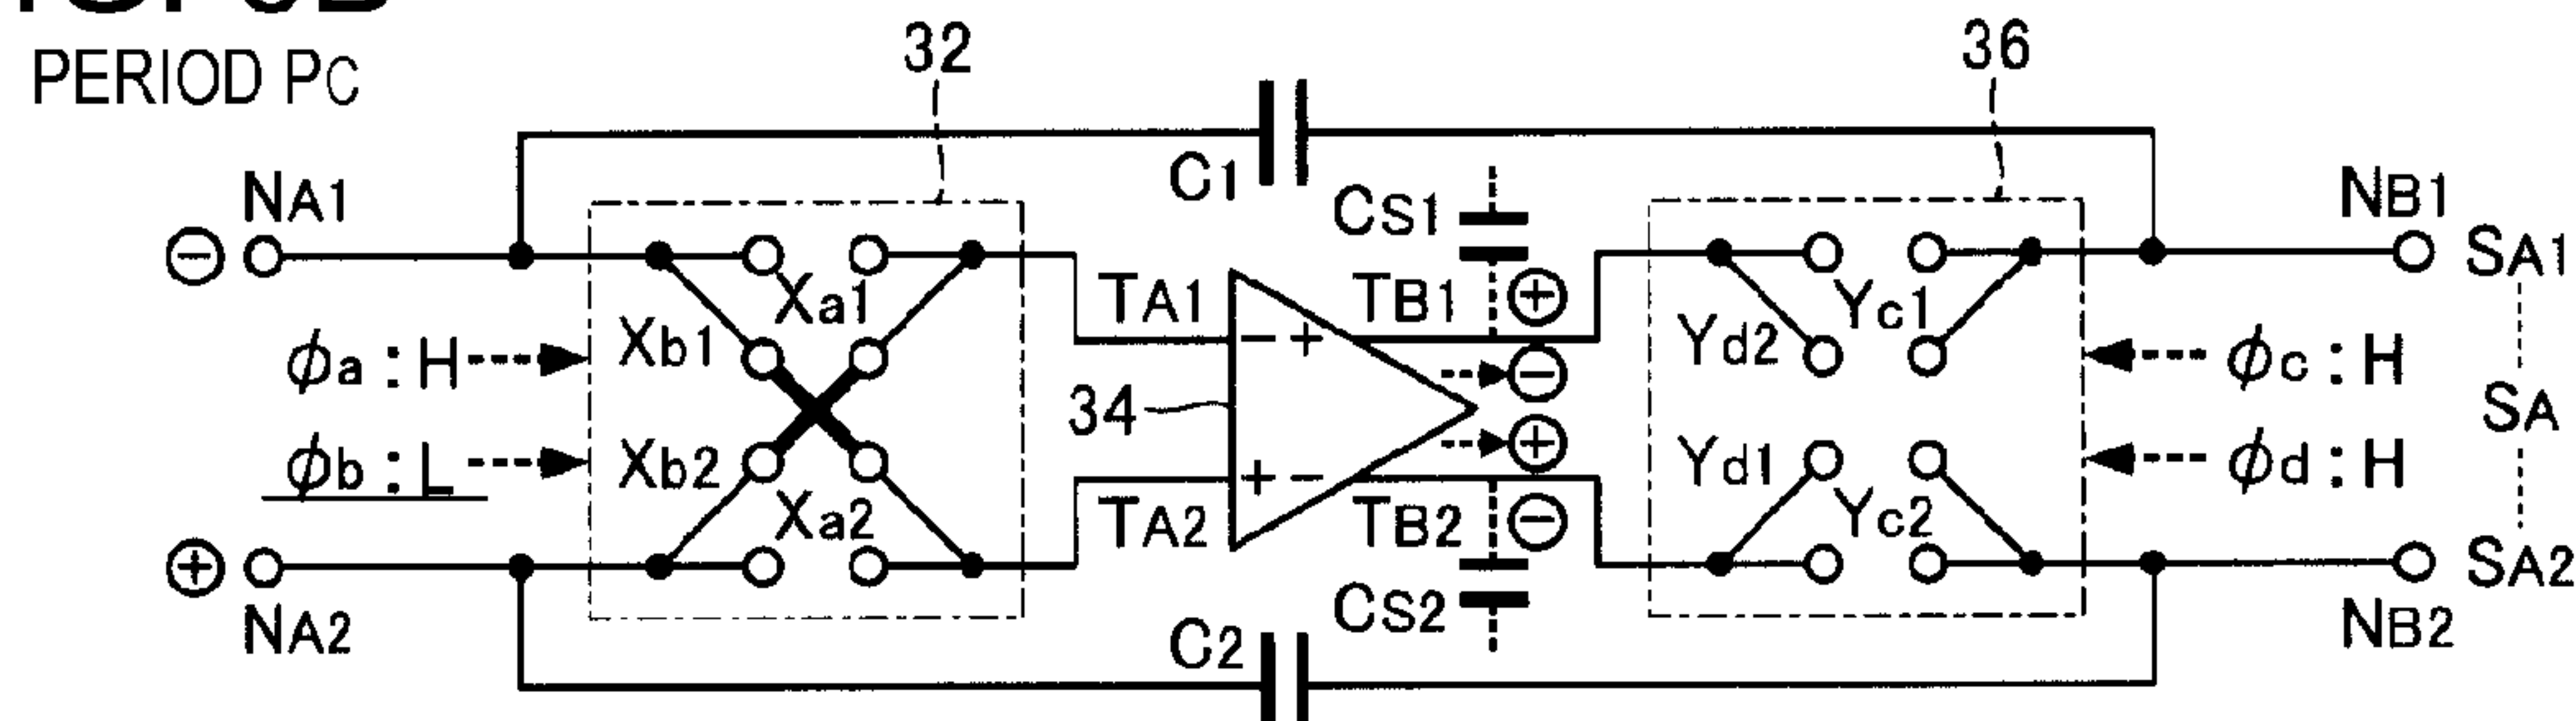 PERIOD PC
32
36
C1
NA1
CS1
NB1
⊖
SA1
Xa1
TA1
TB1
⊕
Yc1
Xb1
Yd2
ϕa : H
− +
ϕc : H
34
⊖
SA
ϕb : L
Xb2
⊕
Yd1
ϕd : H
Xa2
+ −
TA2
TB2
⊖
Yc2
⊕
SA2
CS2
NA2
C2
NB2